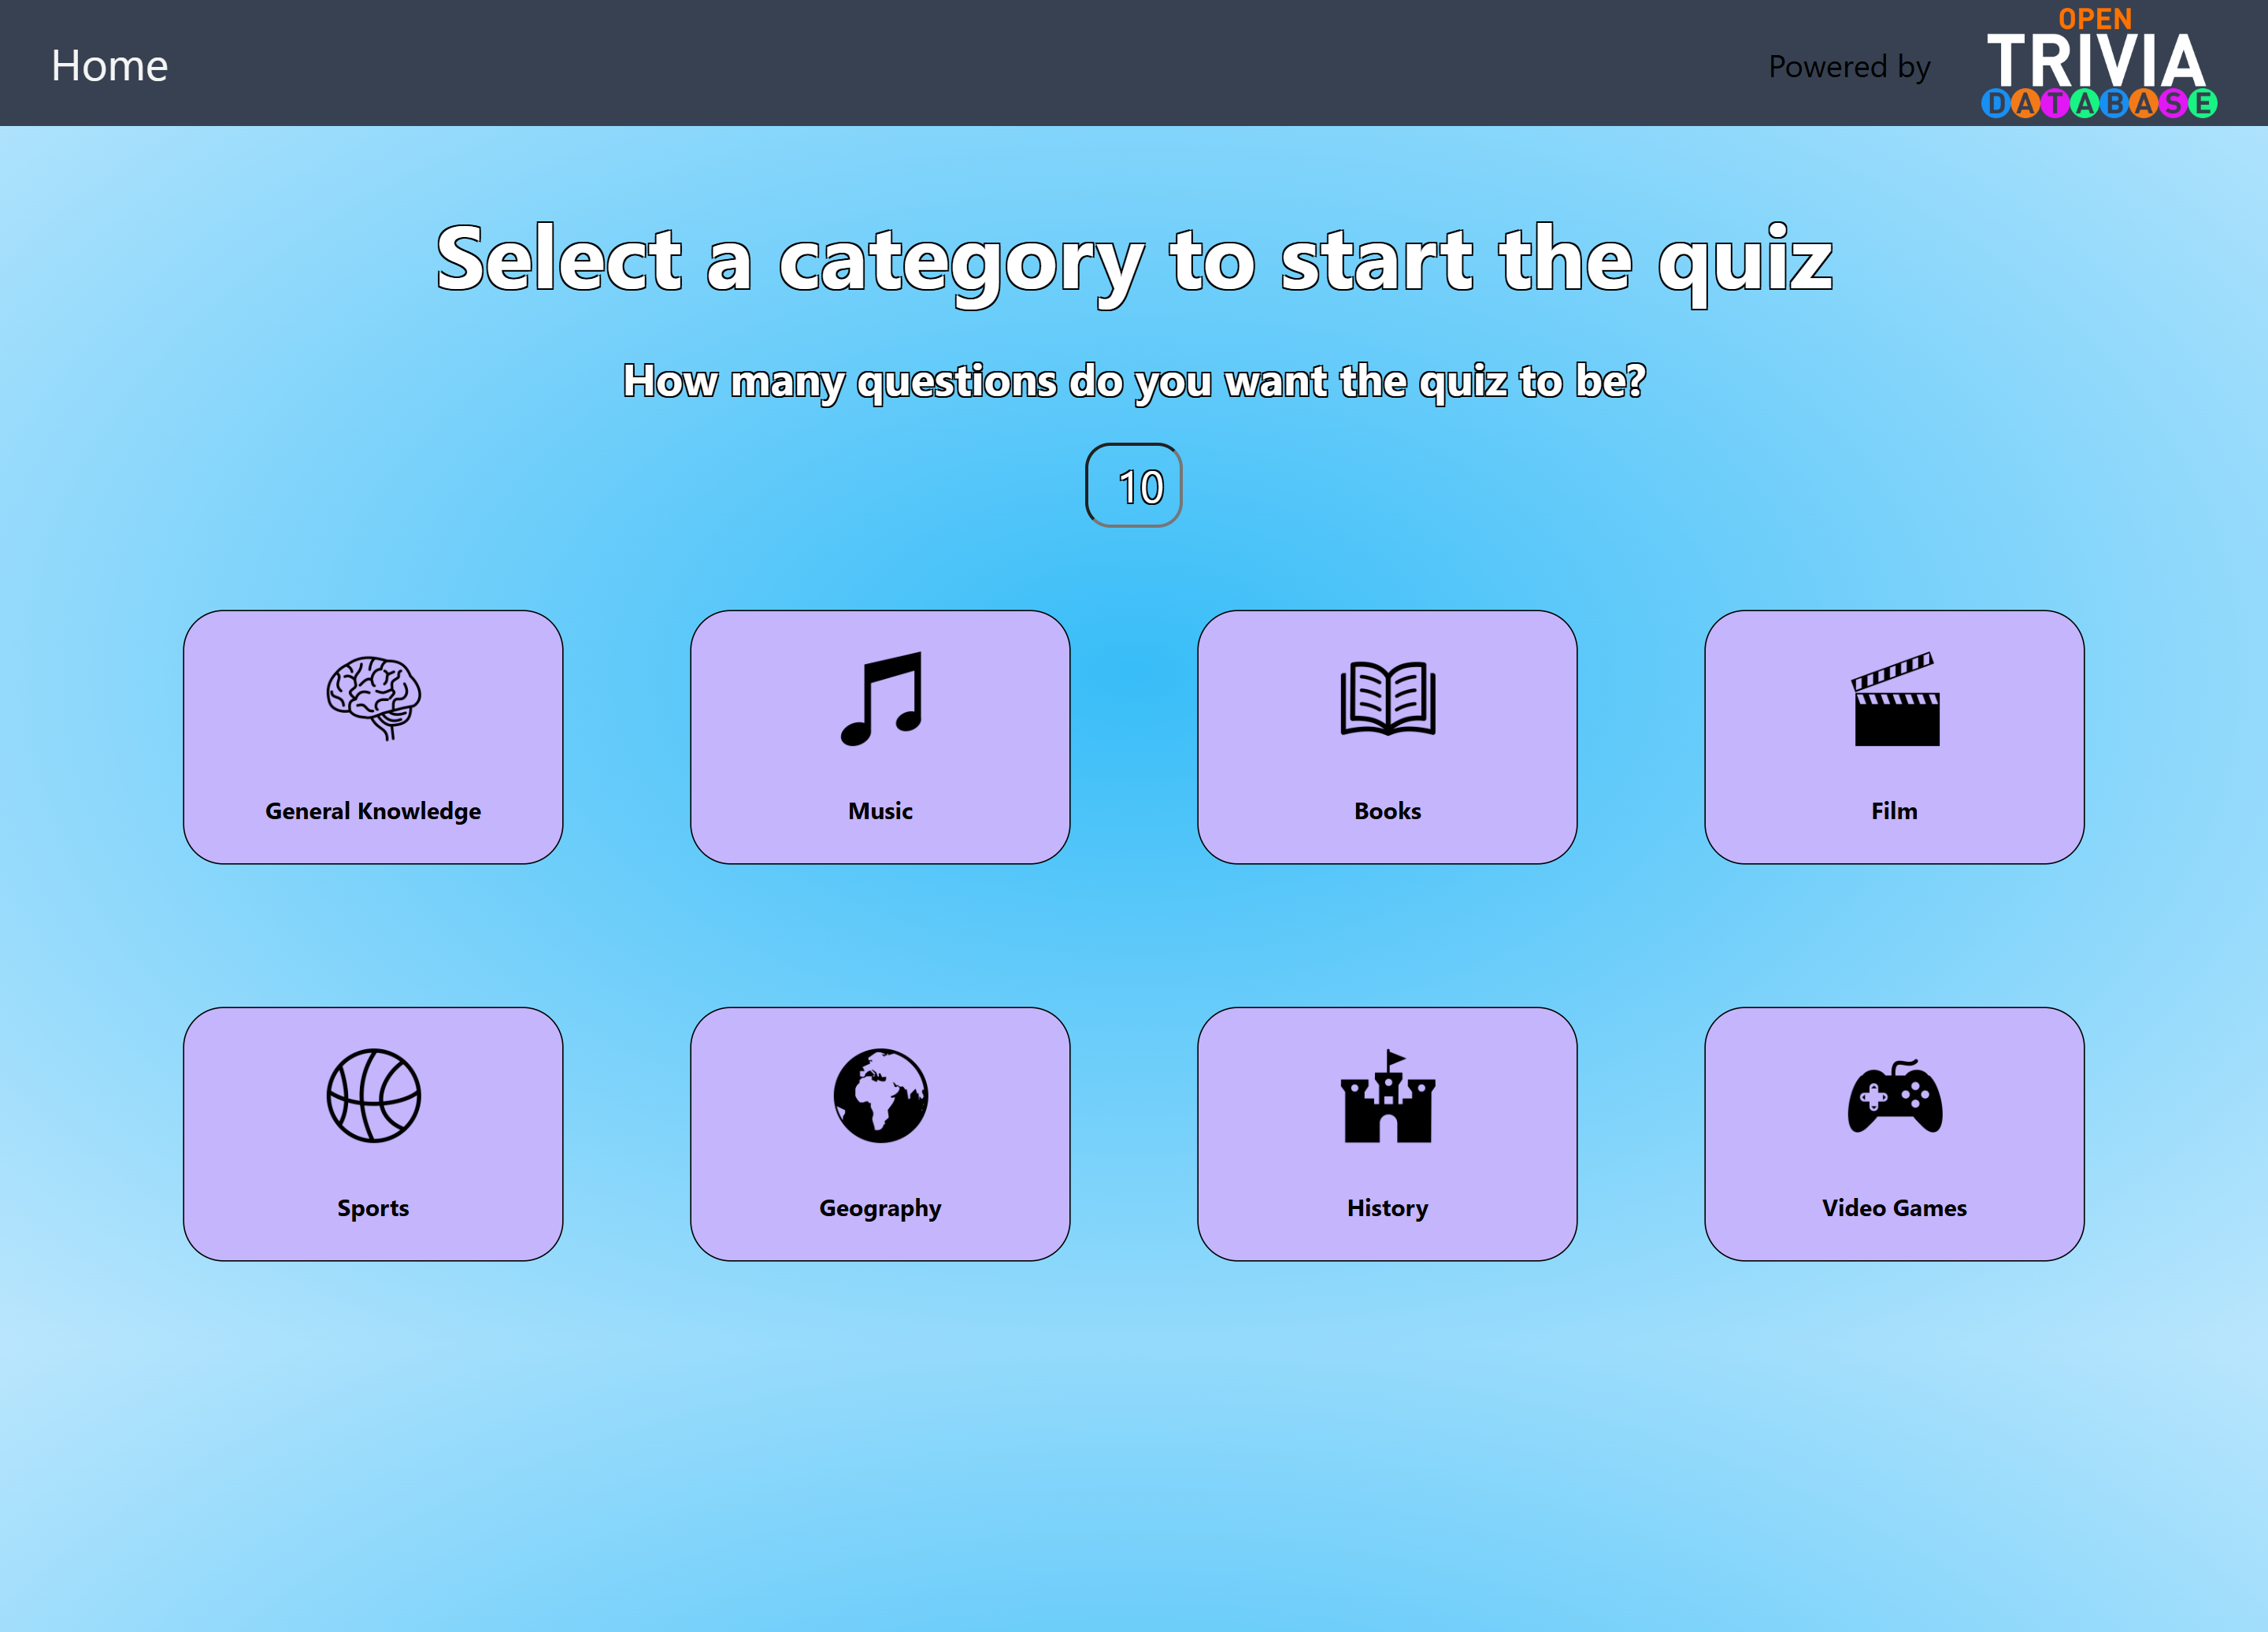 Home
Powered by
OPEN
TRIVIA
DATABASE
Select a category to start the quiz
How many questions do you want the quiz to be?
10
General Knowledge
Music
Books
Film
Sports
Geography
History
Video Games